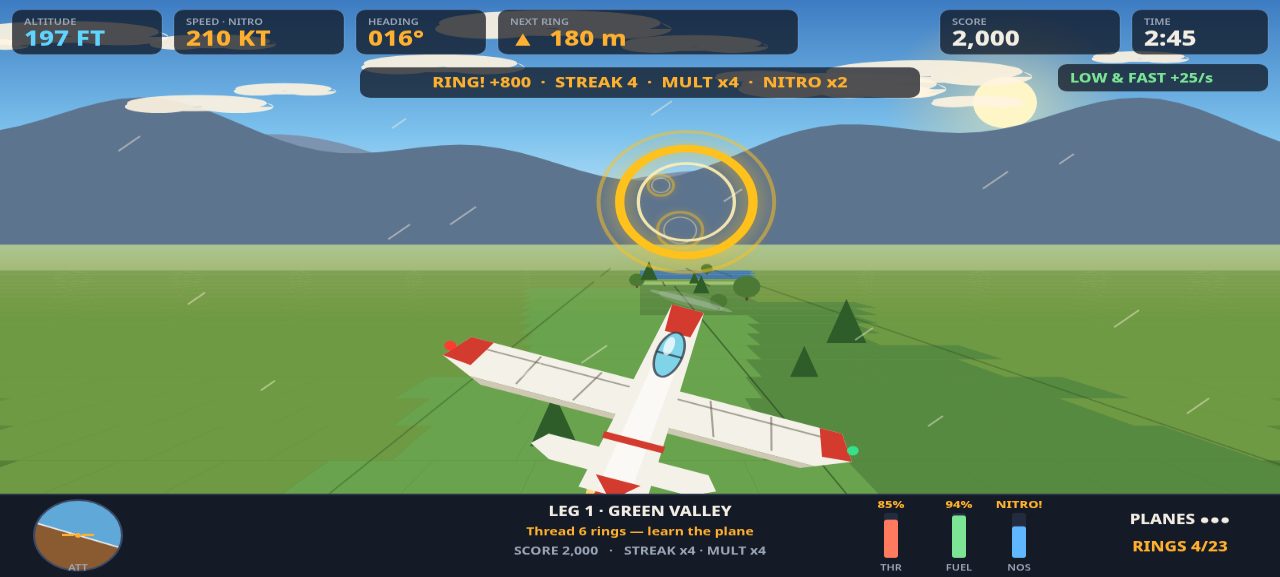 ALTITUDE
197 FT
SPEED · NITRO
210 KT
HEADING
016°
NEXT RING
▲ 180 m
SCORE
2,000
TIME
2:45
RING! +800 · STREAK 4 · MULT x4 · NITRO x2
LOW & FAST +25/s
ATT
LEG 1 · GREEN VALLEY
Thread 6 rings — learn the plane
SCORE 2,000 · STREAK x4 · MULT x4
85%
THR
94%
FUEL
NITRO!
NOS
PLANES ●●●
RINGS 4/23